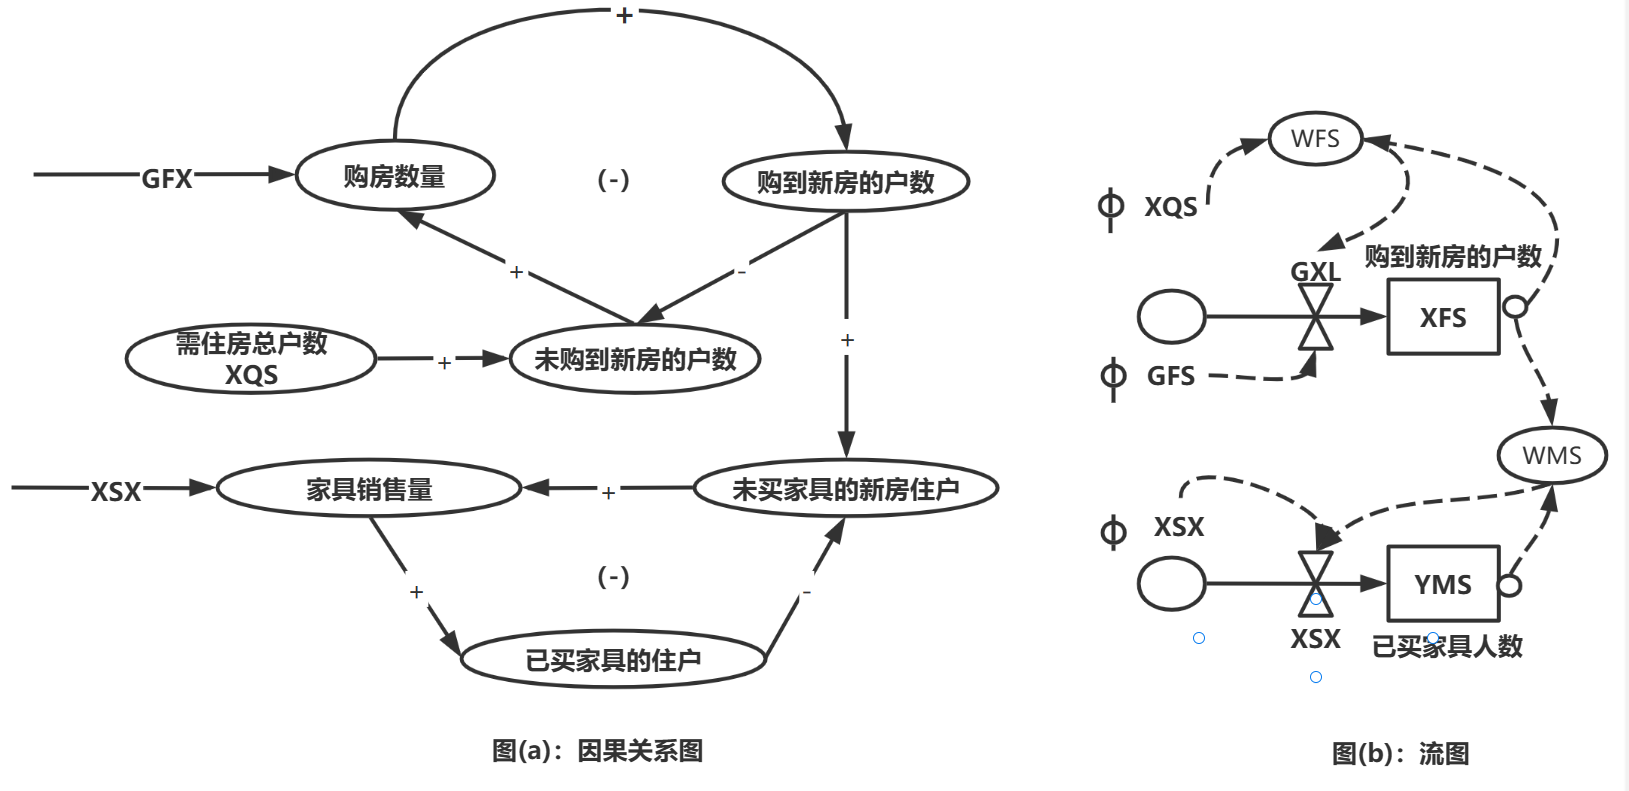 +
GFX
购房数量
(-)
购到新房的户数
+
-
需住房总户数
XQS
+
未购到新房的户数
+
XSX
家具销售量
+
未买家具的新房住户
+
(-)
-
已买家具的住户
图(a)：因果关系图
WFS
XQS
购到新房的户数
GXL
XFS
GFS
WMS
XSX
YMS
XSX
已买家具人数
图(b)：流图